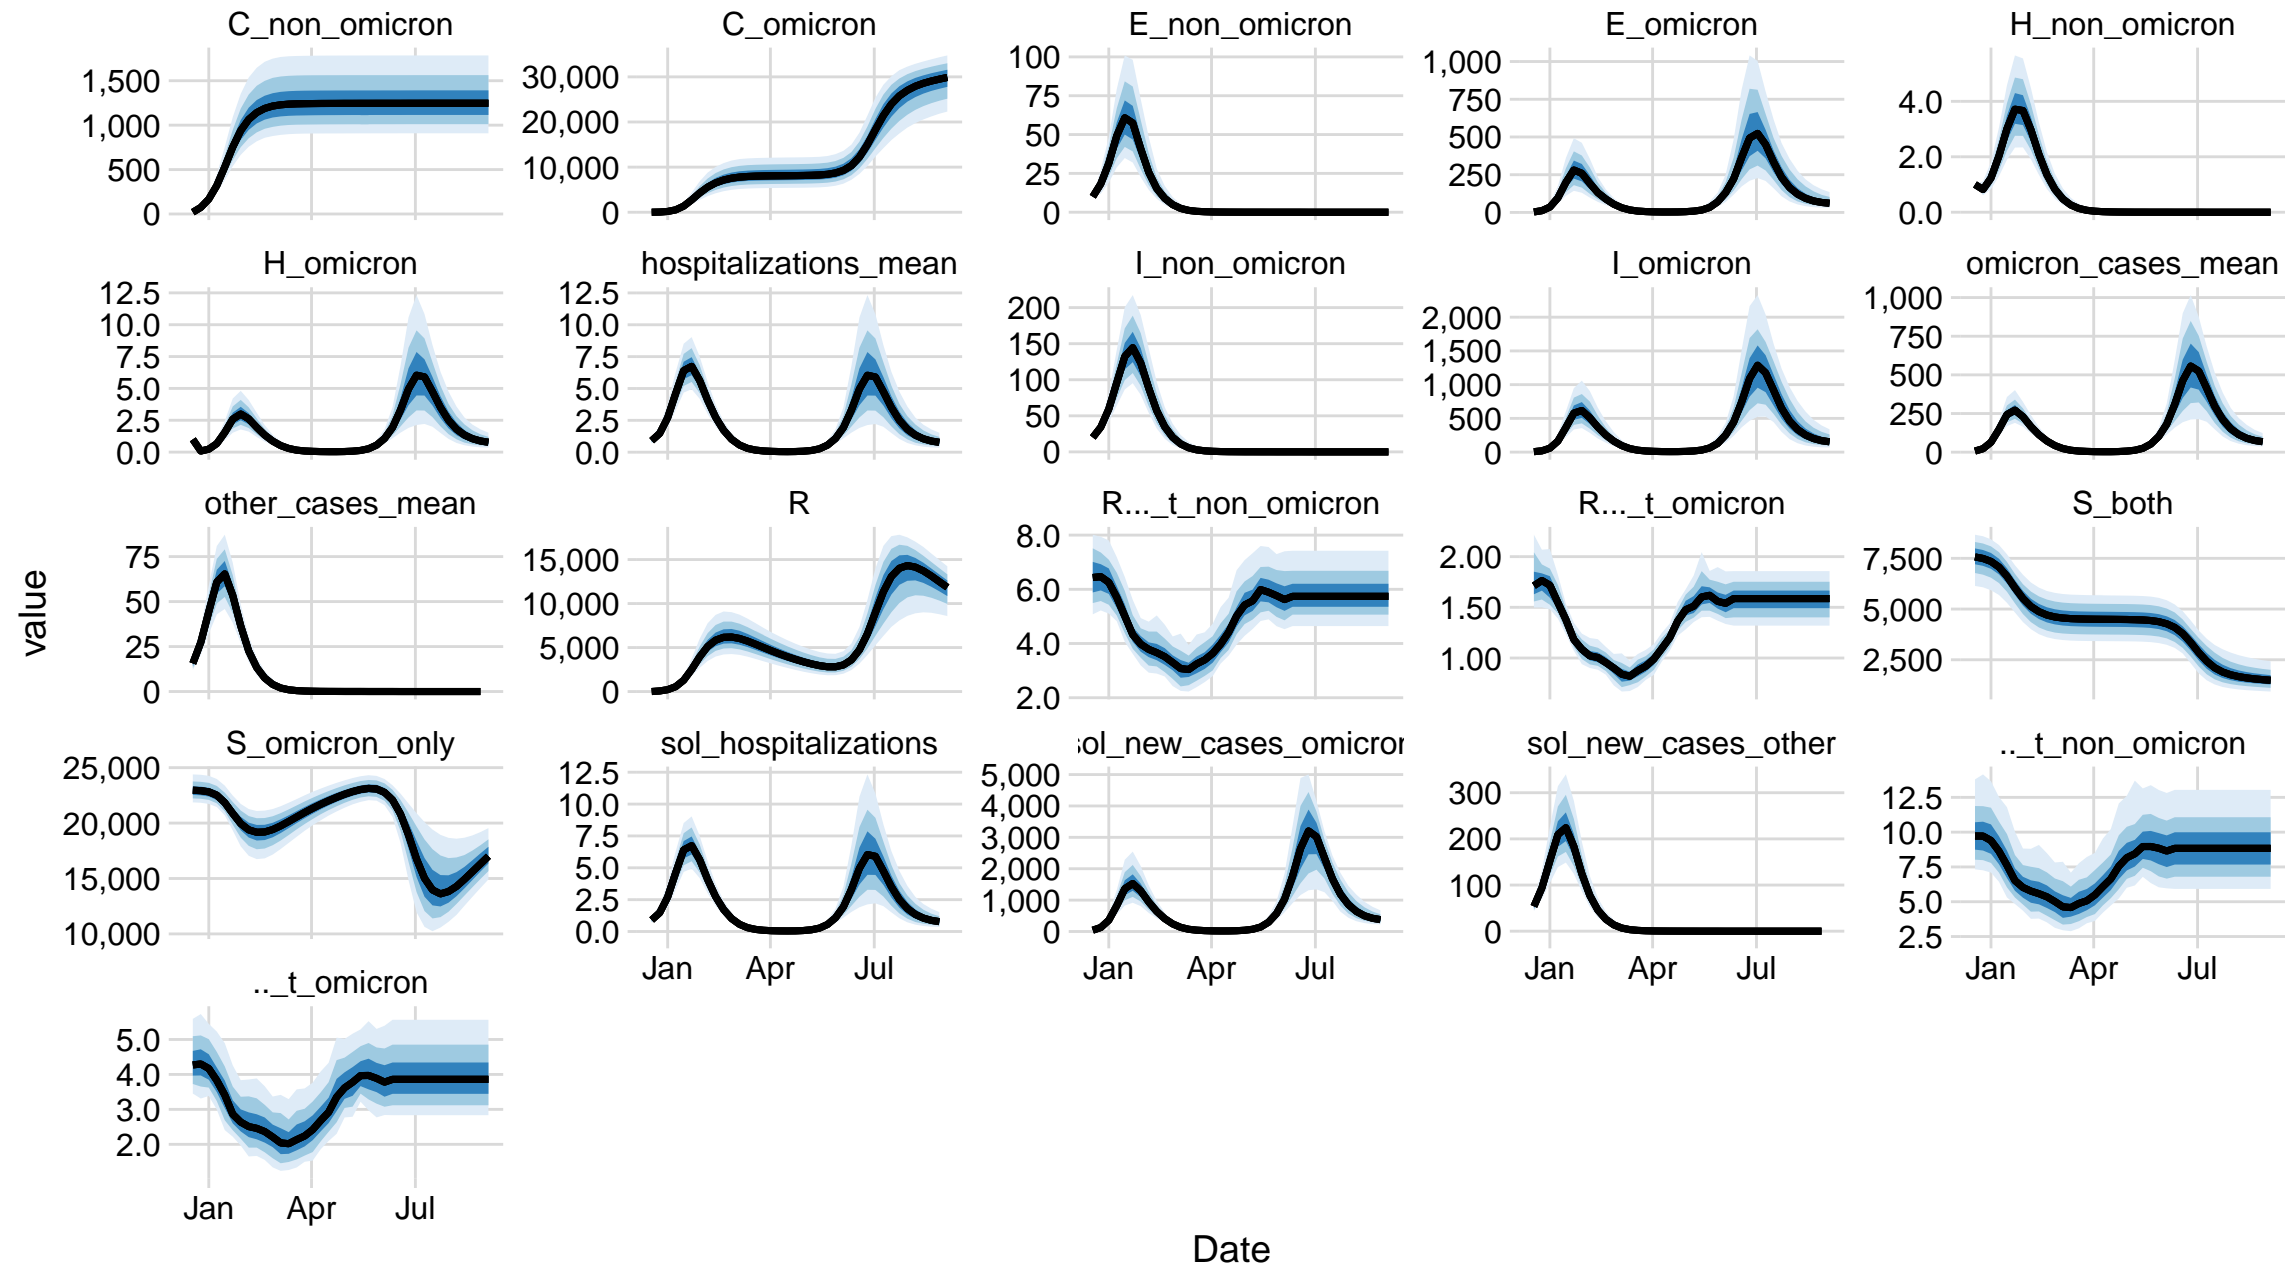 C_non_omicron C_omicron E_non_omicron E_omicron H_non_omicron
1,500 30,000 100 1,000 4.0
1,000 20,000 75 750 2.0
500 10,000 50 500 0.0
0 0 25 250
0 0
H_omicron hospitalizations_mean I_non_omicron I_omicron omicron_cases_mean
12.5 12.5 200 2,000 1,000
10.0 10.0 150 1,500 750
7.5 7.5 100 1,000 500
5.0 5.0 50 500 250
2.5 2.5 0 0 0
0.0 0.0
other_cases_mean R R..._t_non_omicron R..._t_omicron S_both
75 15,000 8.0 2.00 7,500
50 10,000 6.0 1.50 5,000
25 5,000 4.0 1.00 2,500
0 0 2.0
S_omicron_only sol_hospitalizations sol_new_cases_omicron sol_new_cases_other .._t_non_omicron
25,000 12.5 5,000 300 12.5
20,000 10.0 4,000 200 10.0
15,000 7.5 3,000 100 7.5
10,000 5.0 2,000 0 5.0
2.5 1,000 2.5
0.0 0
Jan Apr Jul Jan Apr Jul Jan Apr Jul Jan Apr Jul
.._t_omicron
5.0
4.0
3.0
2.0
Jan Apr Jul
value
Date